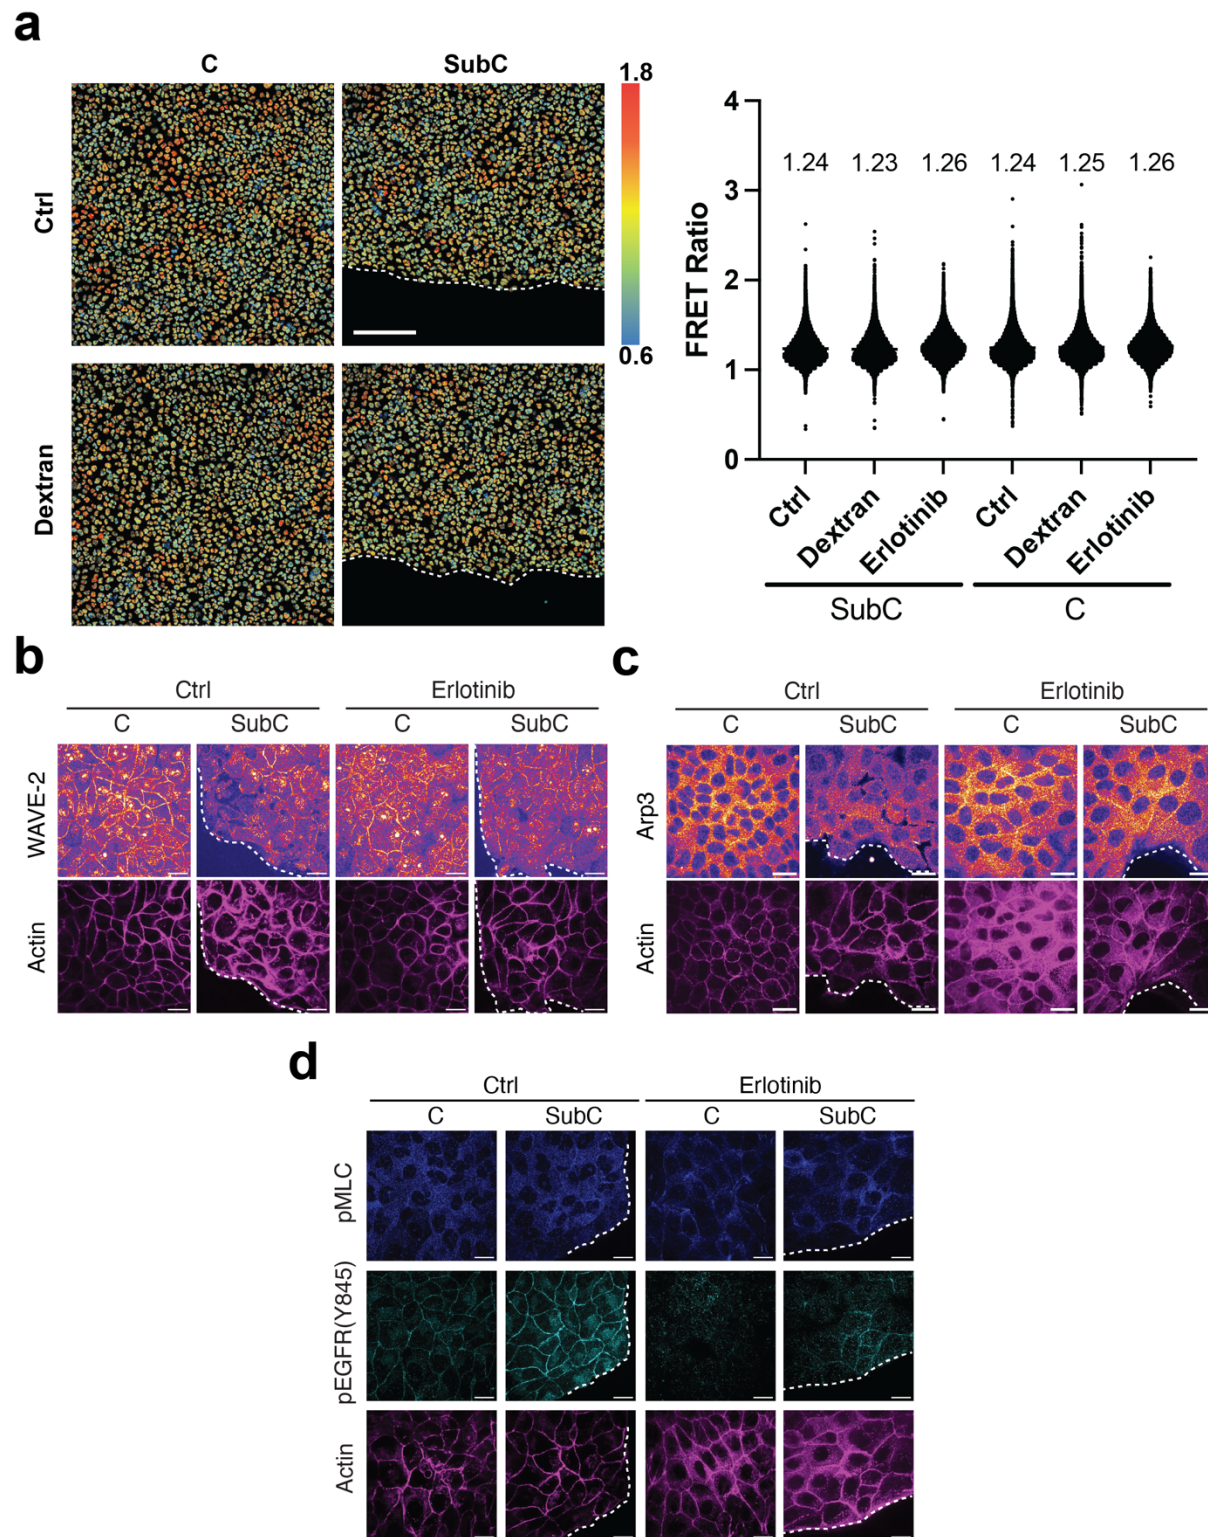 a
C SubC
Ctrl
Dextran
1.8
0.6
FRET Ratio
4
3
2
1
0
1.24 1.23 1.26 1.24 1.25 1.26
Ctrl Dextran Erlotinib Ctrl Dextran Erlotinib
SubC C
b
Ctrl Erlotinib
C SubC C SubC
WAVE-2
Actin
c
Ctrl Erlotinib
C SubC C SubC
Arp3
Actin
d
Ctrl Erlotinib
C SubC C SubC
pMLC
pEGFR(Y845)
Actin